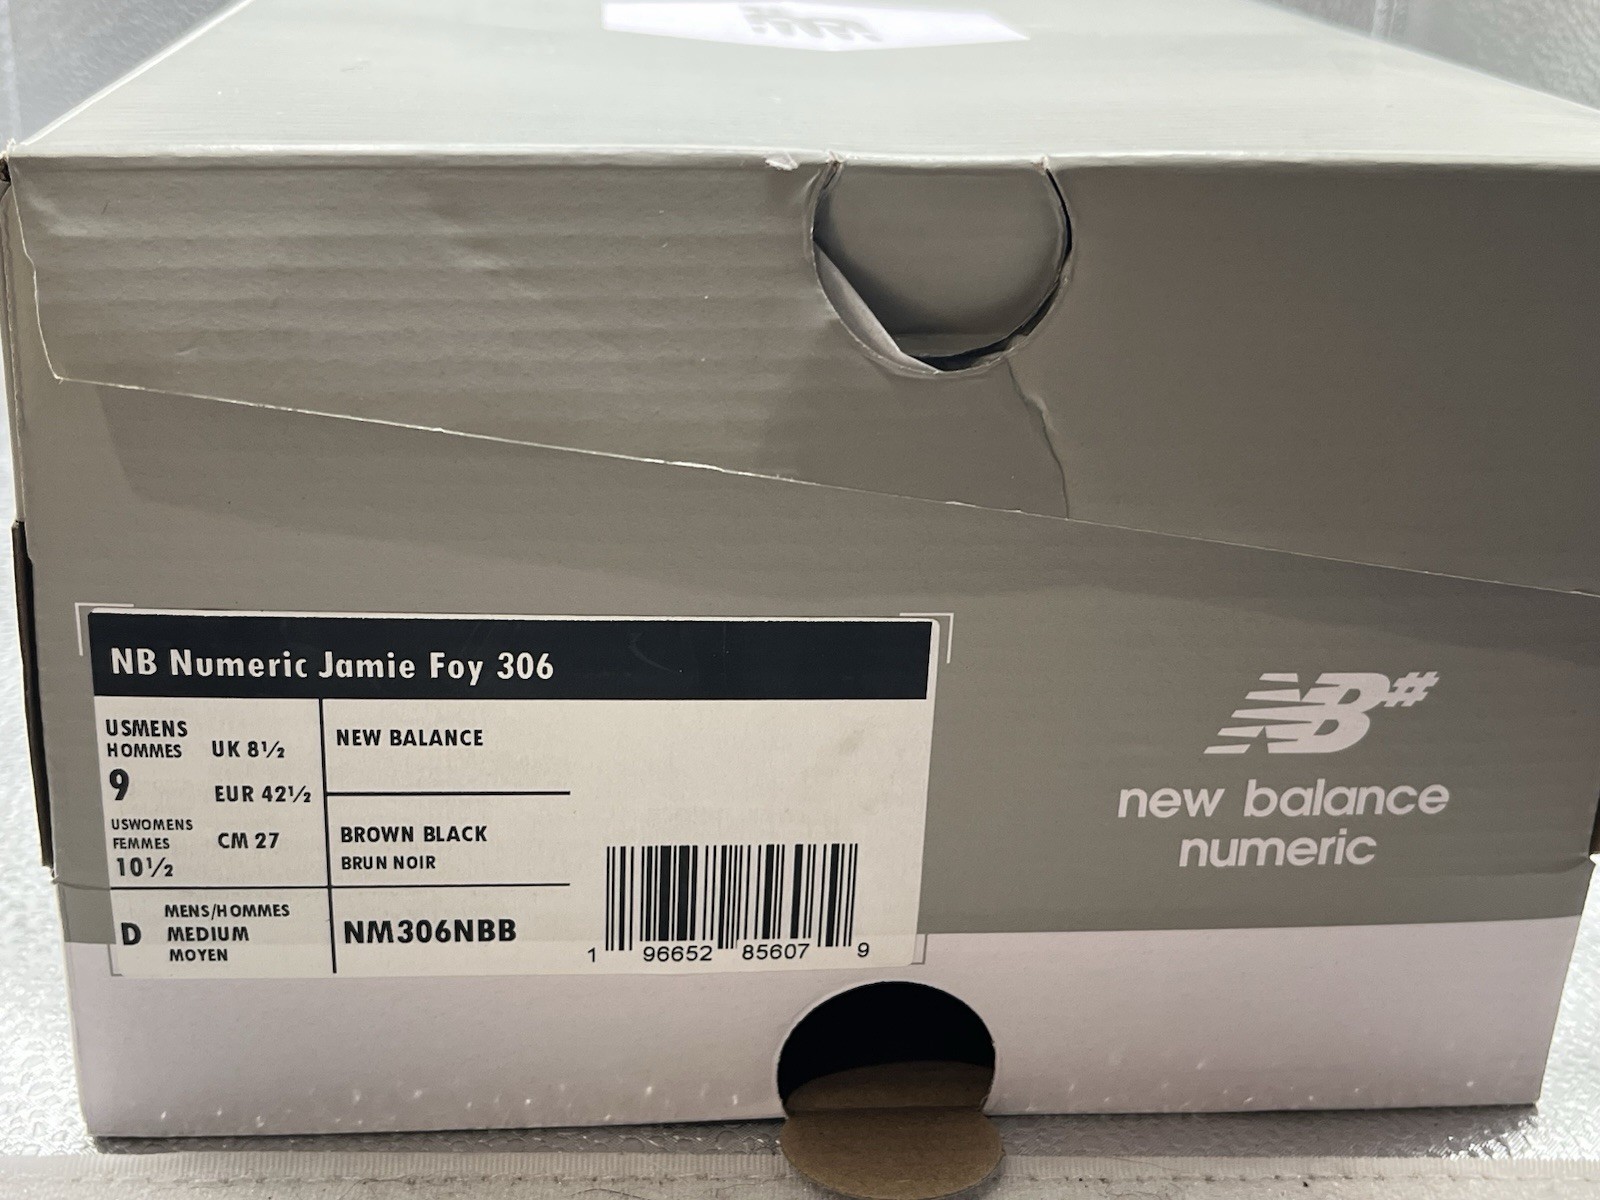 NB Numeric Jamie Foy 306
USMENS
HOMMES
9
UK 8½
EUR 42½
USWOMENS
FEMMES
10½
CM 27
NEW BALANCE
BROWN BLACK
BRUN NOIR
D
MENS/HOMMES
MEDIUM
MOYEN
NM306NBB
1 96652 85607 9
NB#
new balance
numeric